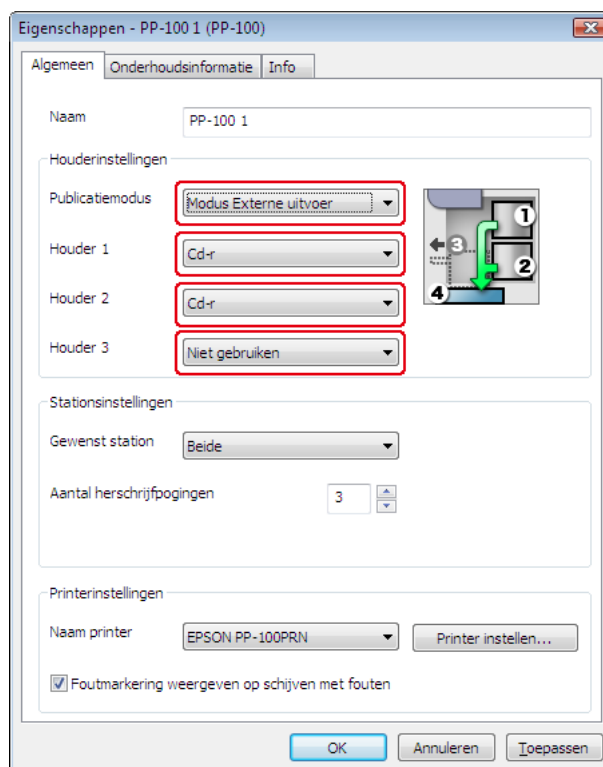 Eigenschappen - PP-100 1 (PP-100)
Algemeen Onderhoudsinformatie Info
Naam PP-100 1
Houderinstellingen
Publicatiemodus Modus Externe uitvoer
Houder 1 Cd-r
Houder 2 Cd-r
Houder 3 Niet gebruiken
1
3
2
4
Stationsinstellingen
Gewenst station Beide
Aantal herschrijfpogingen 3
Printerinstellingen
Naam printer EPSON PP-100PRN Printer instellen...
Foutmarkering weergeven op schijven met fouten
OK Annuleren Toepassen